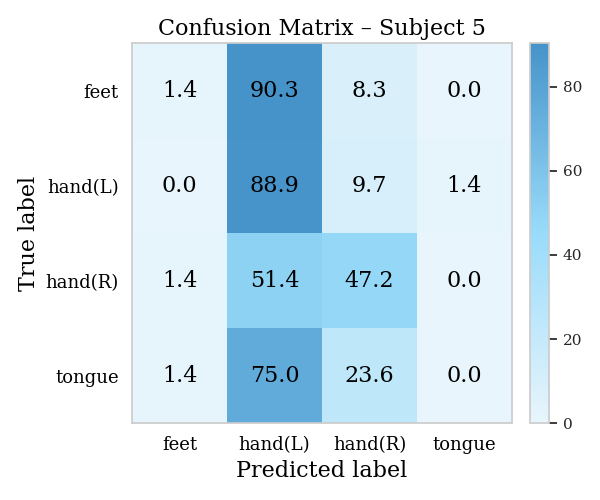 Confusion Matrix – Subject 5
True label
feet 1.4 90.3 8.3 0.0
hand(L) 0.0 88.9 9.7 1.4
hand(R) 1.4 51.4 47.2 0.0
tongue 1.4 75.0 23.6 0.0
feet hand(L) hand(R) tongue
Predicted label
80
60
40
20
0